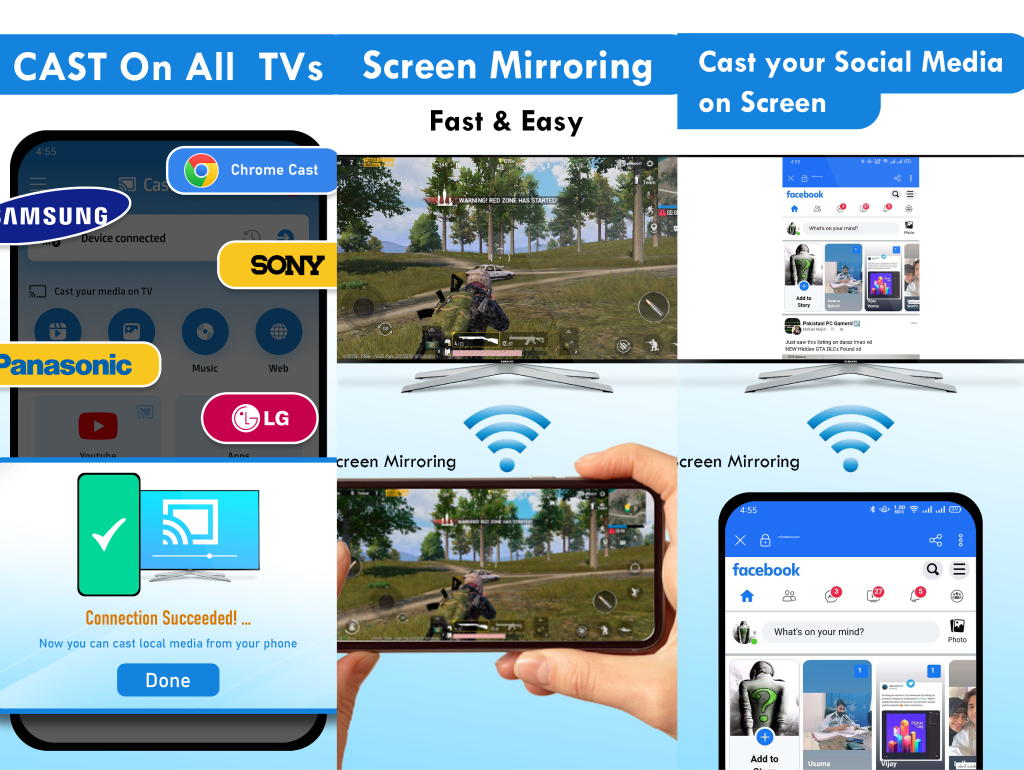 CAST On All TVs
4:55
Chrome Cast
Cas
SAMSUNG
Device connected
SONY
Cast your media on TV
Panasonic
Music
Web
LG
Youtube
Apps
Connection Succeeded! ...
Now you can cast local media from your phone
Done
Screen Mirroring
Fast & Easy
WARNING! RED ZONE HAS STARTED!
Team
creen Mirroring
WARNING! RED ZONE HAS STARTED!
Cast your Social Media
on Screen
4:55
facebook
What's on your mind?
Photo
Add to
Story
Usama
Vijay
Pakistani PC Gamers
Just saw this listing on daraz lmao xd
NEW Hidden GTA DLCs Found xd
creen Mirroring
4:55
1.00
facebook
3
27
5
What's on your mind?
Photo
1
1
Add to
Story
Usama
Vijay